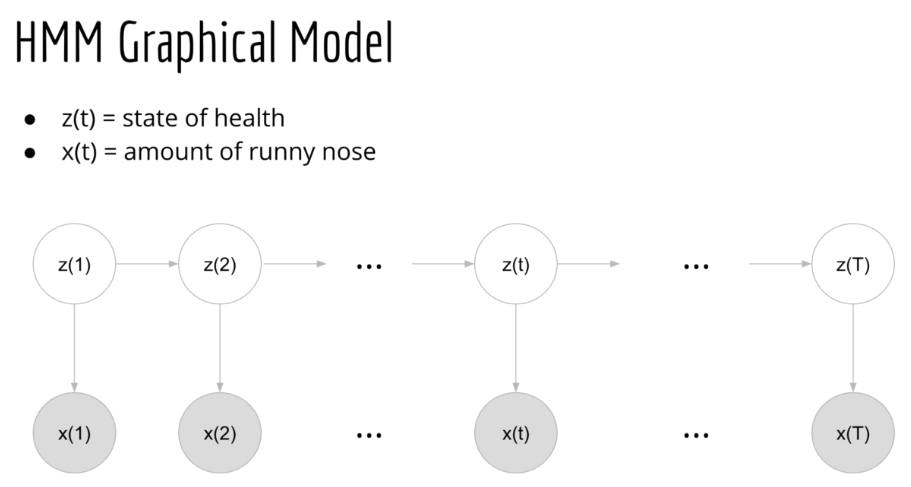 HMM Graphical Model
● z(t) = state of health
● x(t) = amount of runny nose
z(1) z(2) ... z(t) ... z(T)
x(1) x(2) ... x(t) ... x(T)